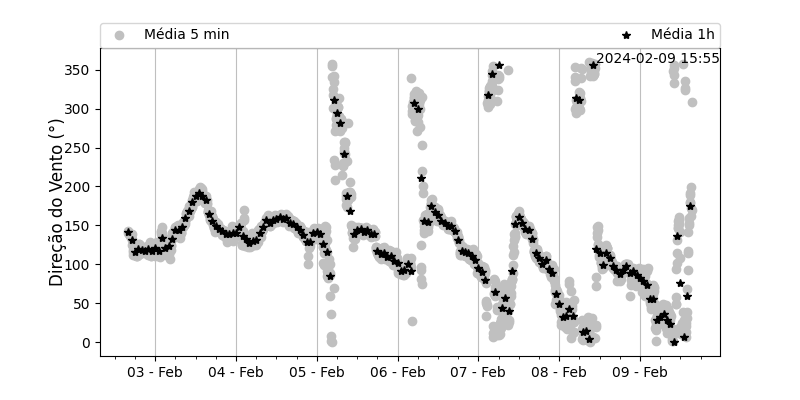 Média 5 min
Média 1h
2024-02-09 15:55
Direção do Vento (°)
350
300
250
200
150
100
50
0
03 - Feb
04 - Feb
05 - Feb
06 - Feb
07 - Feb
08 - Feb
09 - Feb